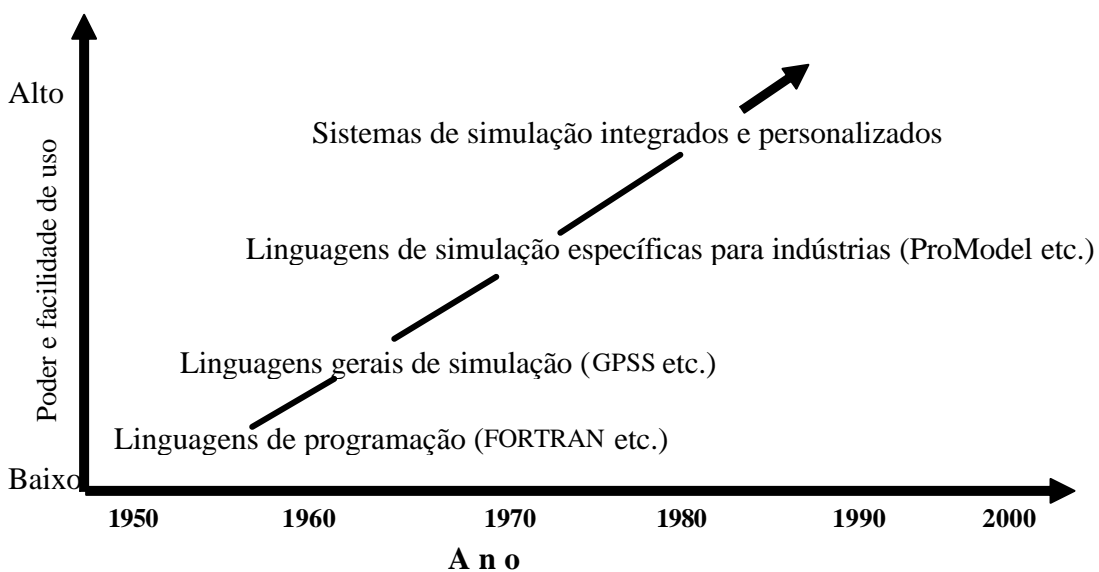 Alto
Sistemas de simulação integrados e personalizados
Poder e facilidade de uso
Linguagens de simulação específicas para indústrias (ProModel etc.)
Linguagens gerais de simulação (GPSS etc.)
Linguagens de programação (FORTRAN etc.)
Baixo
1950 1960 1970 1980 1990 2000
A n o